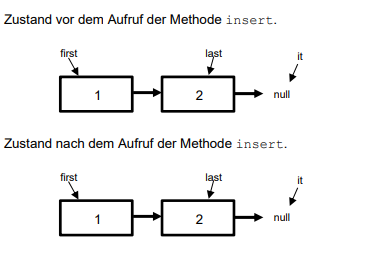 Zustand vor dem Aufruf der Methode insert.
first last it
1 2 null
Zustand nach dem Aufruf der Methode insert.
first last it
1 2 null